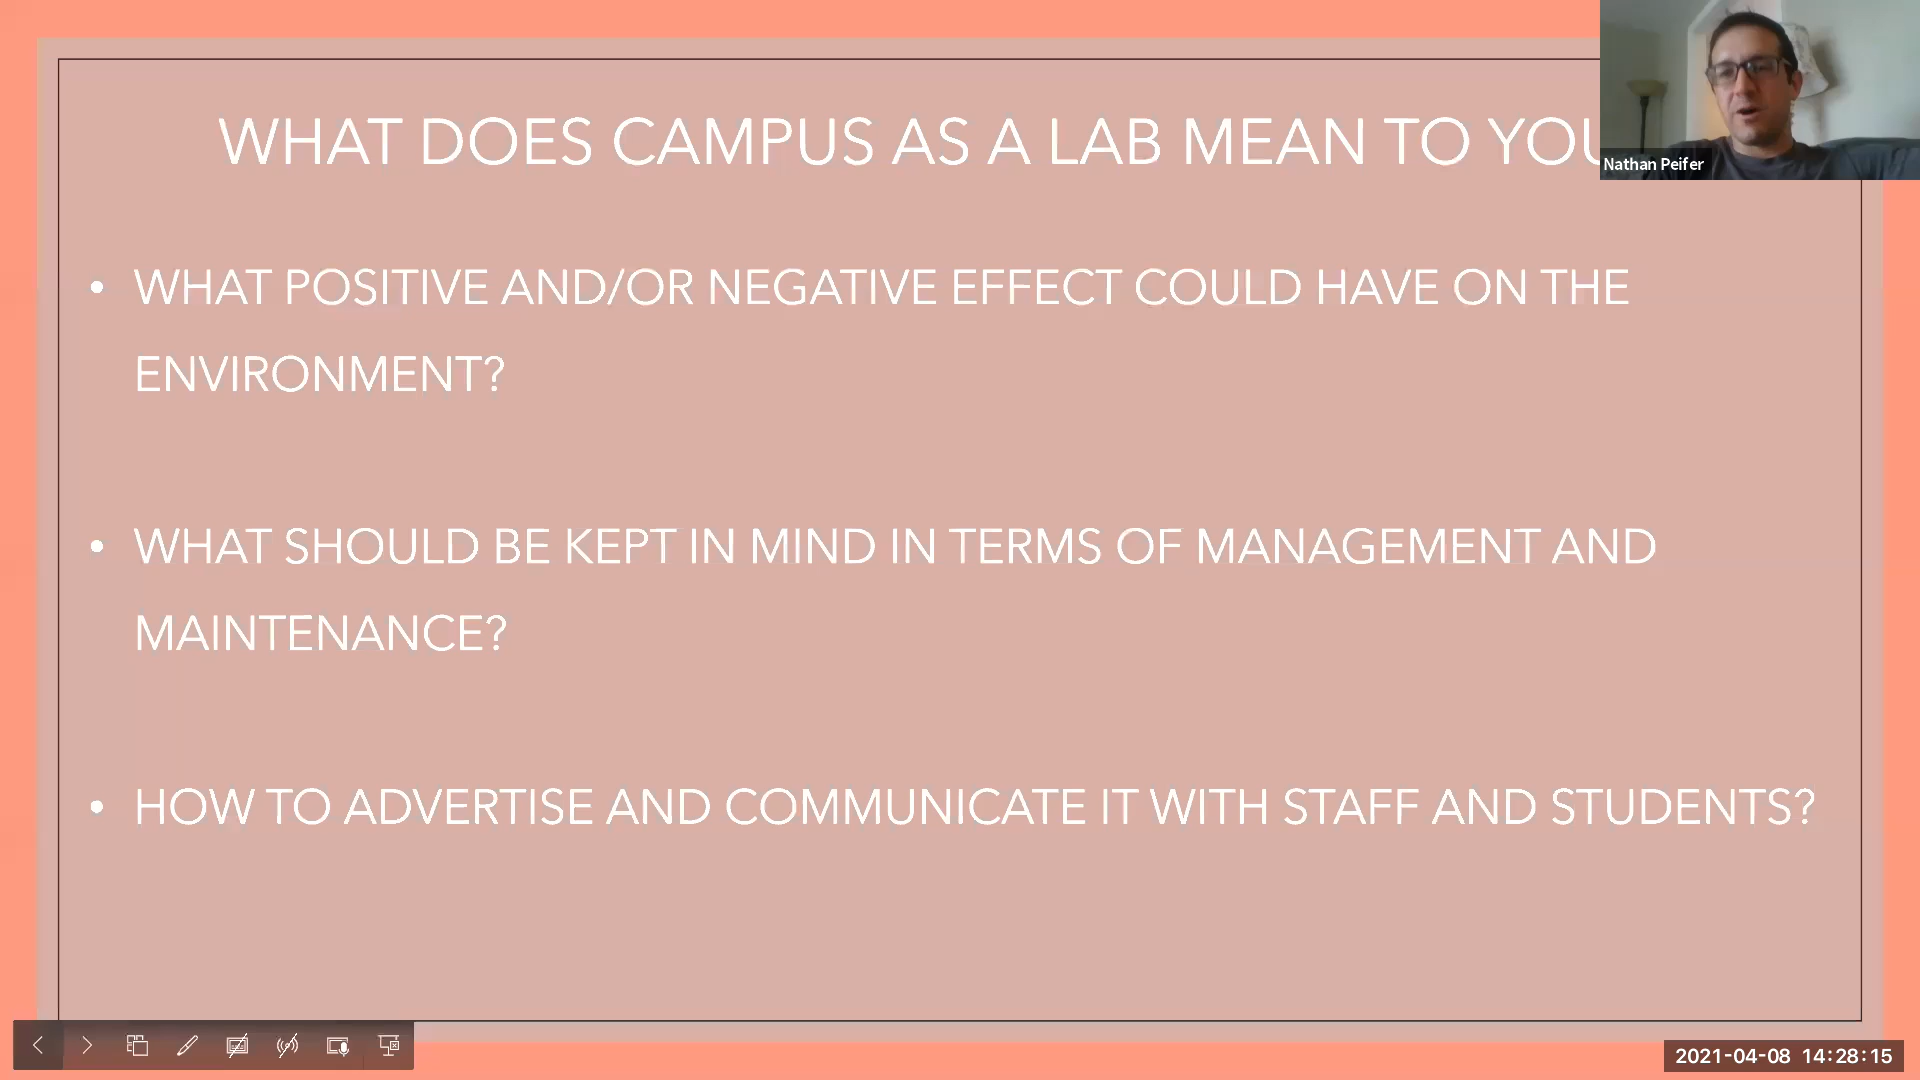 WHAT DOES CAMPUS AS A LAB MEAN TO YOU
Nathan Peifer
• WHAT POSITIVE AND/OR NEGATIVE EFFECT COULD HAVE ON THE
ENVIRONMENT?
• WHAT SHOULD BE KEPT IN MIND IN TERMS OF MANAGEMENT AND
MAINTENANCE?
• HOW TO ADVERTISE AND COMMUNICATE IT WITH STAFF AND STUDENTS?
2021-04-08 14:28:15